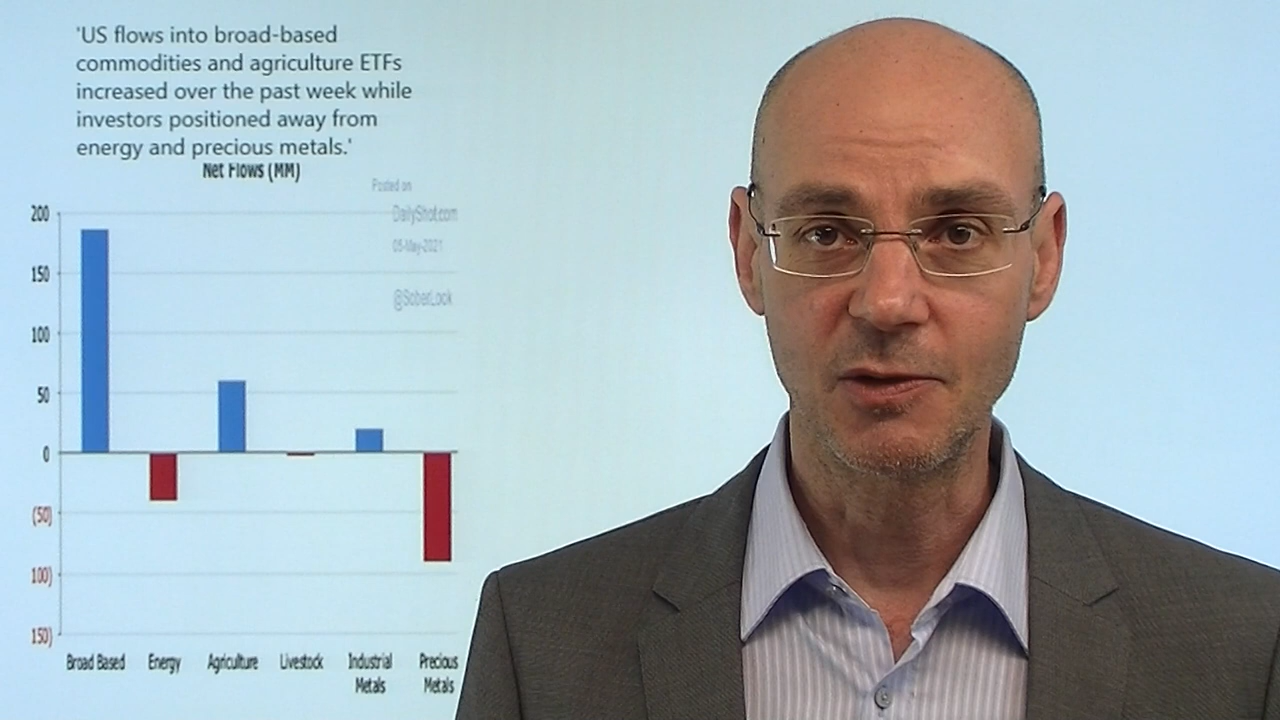 'US flows into broad-based
commodities and agriculture ETFs
increased over the past week while
investors positioned away from
energy and precious metals.'
Net Flows (MM)
Posted on
DailyShot.com
05-May-2021
@SoberLook
200
150
100
50
0
(50)
100)
150)
Broad Based Energy Agriculture Livestock Industrial Metals Precious Metals